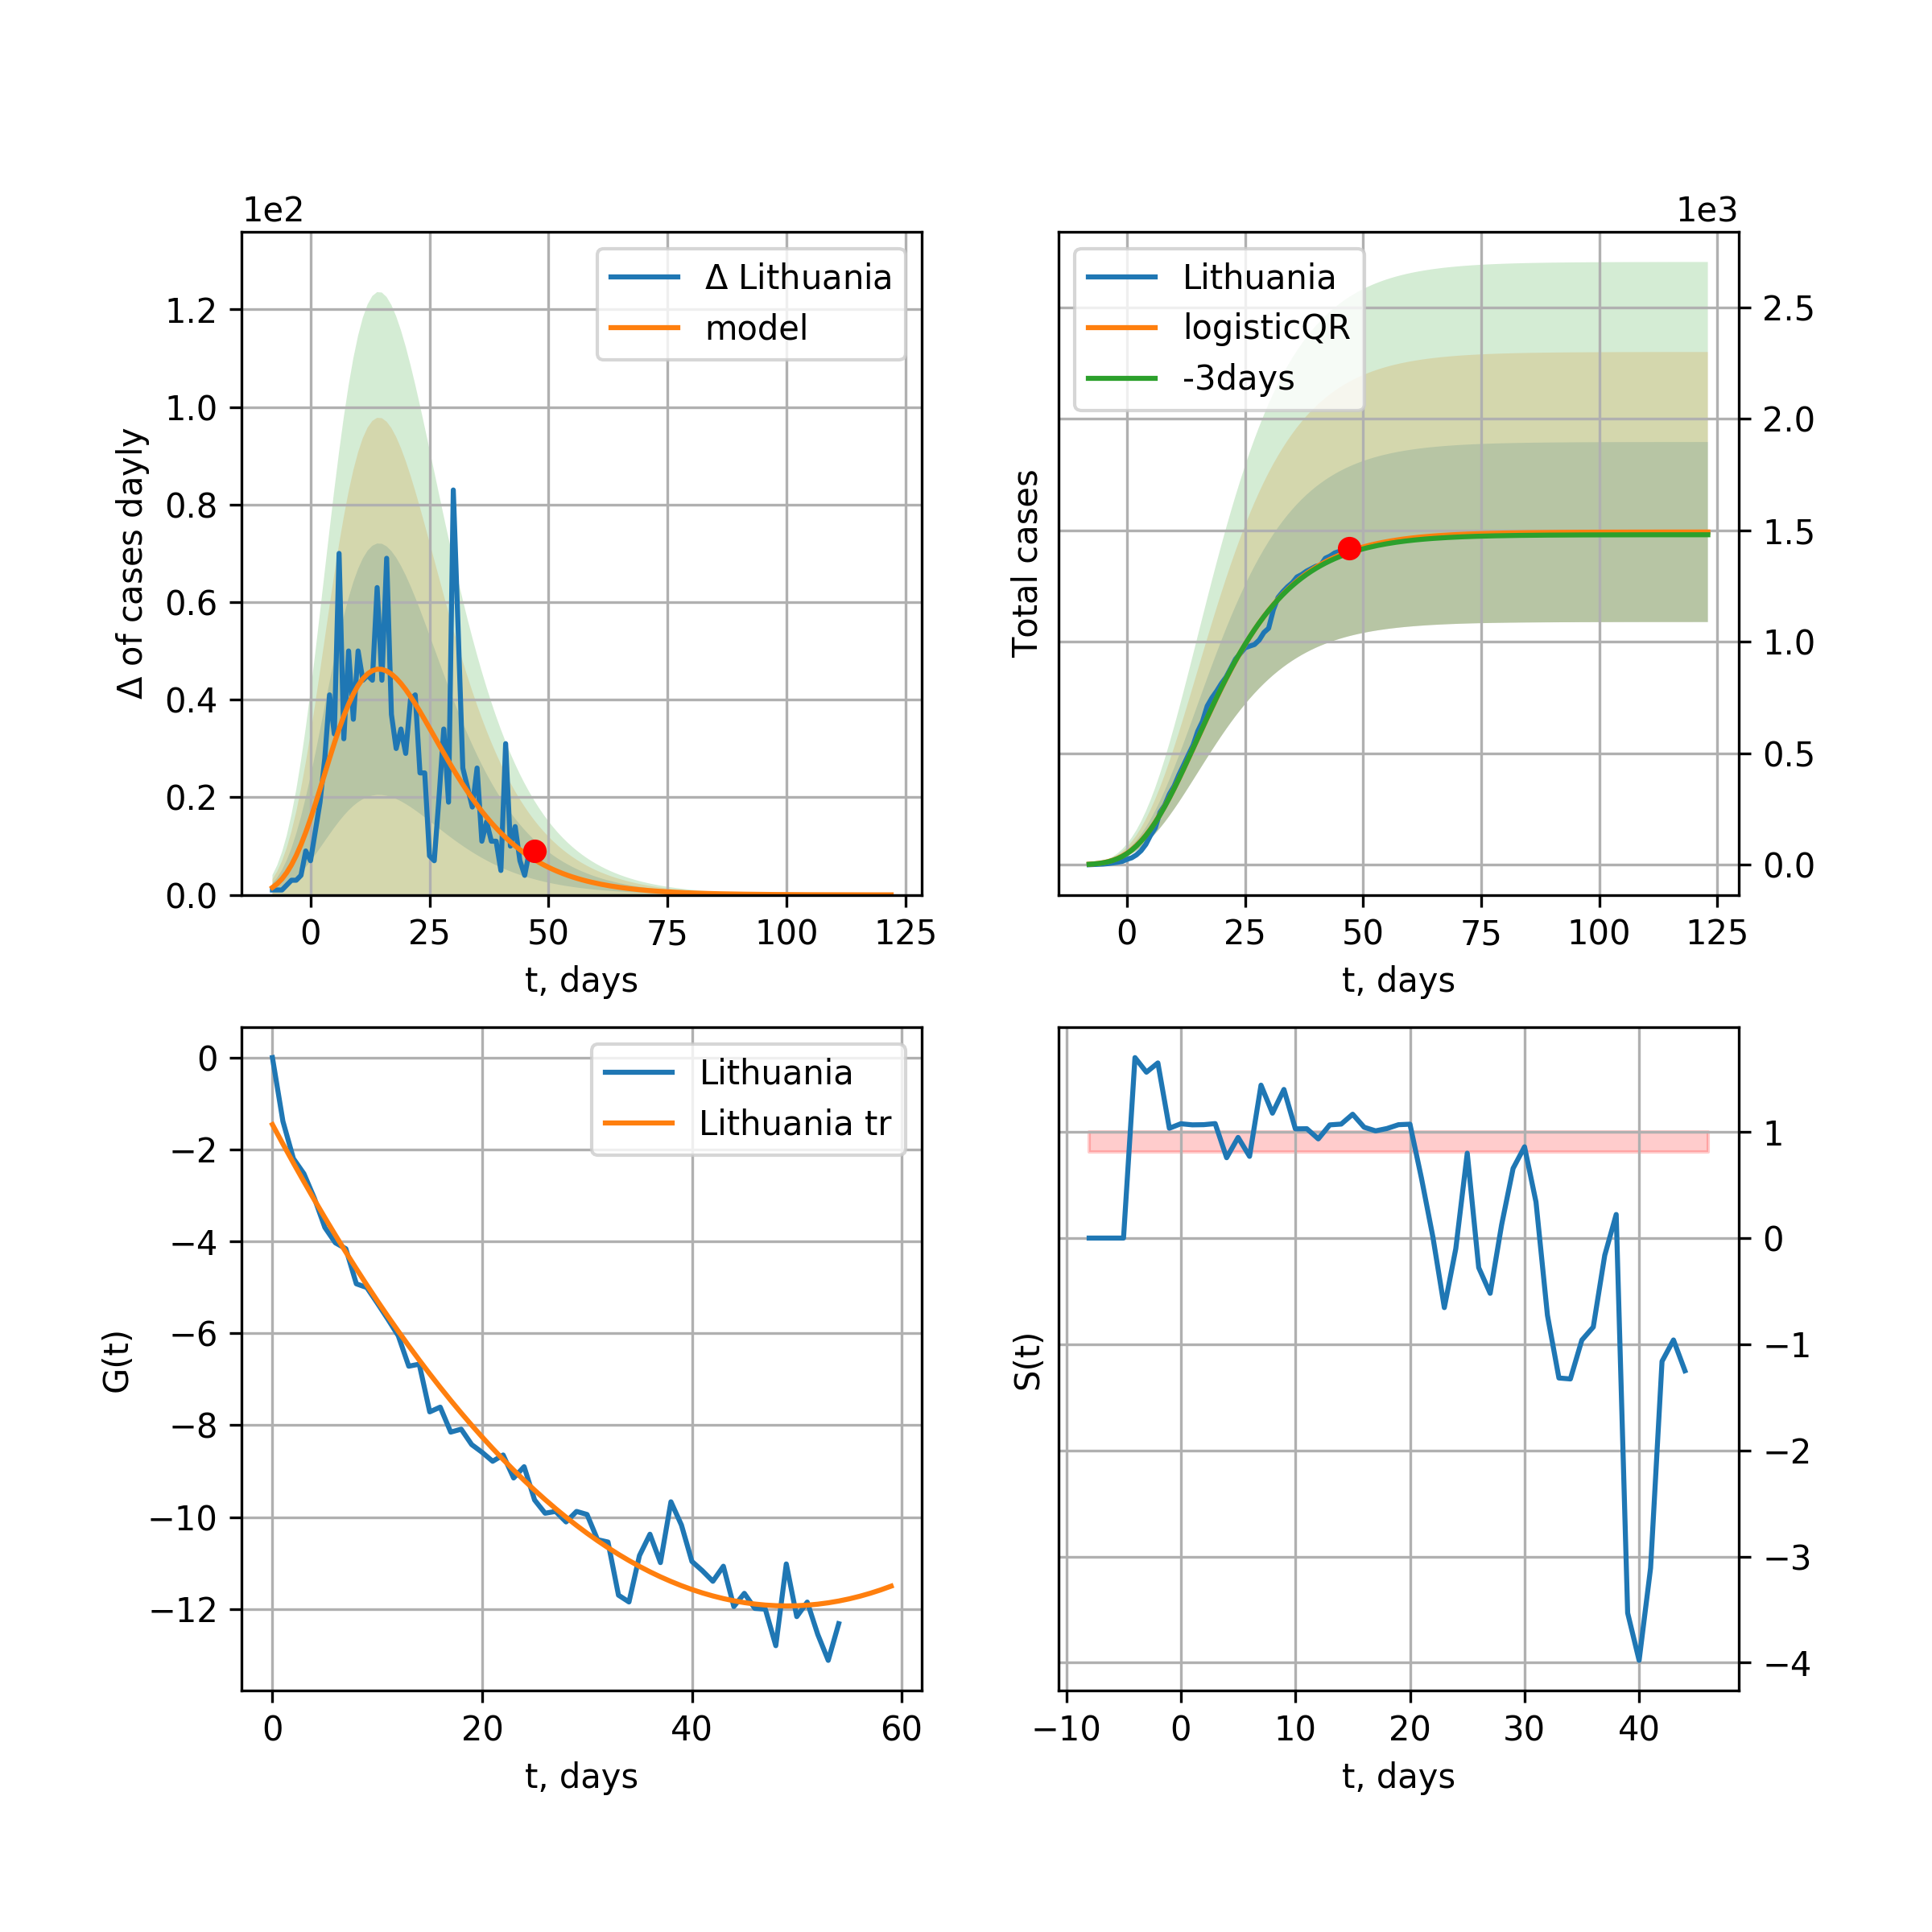 1e2
Δ of cases dayly
1.2
1.0
0.8
0.6
0.4
0.2
0.0
Δ Lithuania
model
0 25 50 75 100 125
t, days
1e3
Total cases
Lithuania
logisticQR
-3days
2.5
2.0
1.5
1.0
0.5
0.0
0 25 50 75 100 125
t, days
G(t)
0
−2
−4
−6
−8
−10
−12
Lithuania
Lithuania tr
0 20 40 60
t, days
S(t)
1
0
−1
−2
−3
−4
−10 0 10 20 30 40
t, days